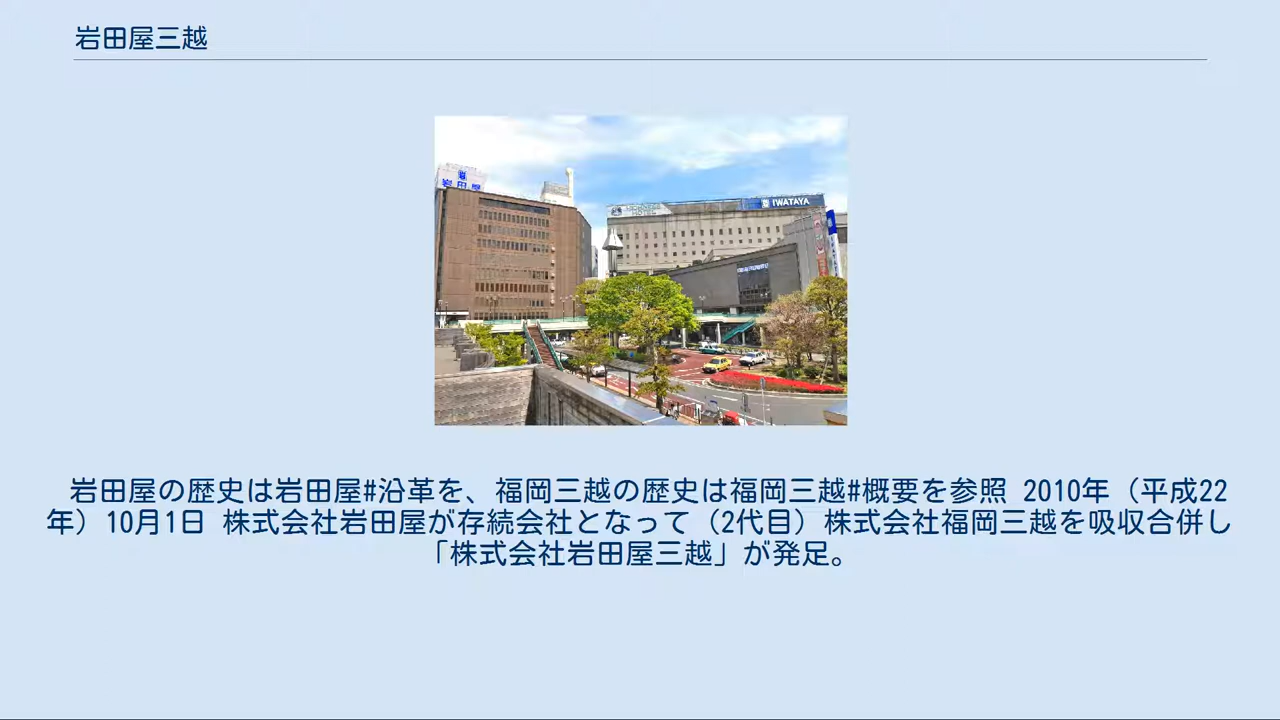 岩田屋三越
岩田屋
IWATAYA
岩田屋の歴史は岩田屋#沿革を、福岡三越の歴史は福岡三越#概要を参照 2010年（平成22
年）10月1日 株式会社岩田屋が存続会社となって（2代目）株式会社福岡三越を吸収合併し
「株式会社岩田屋三越」が発足。